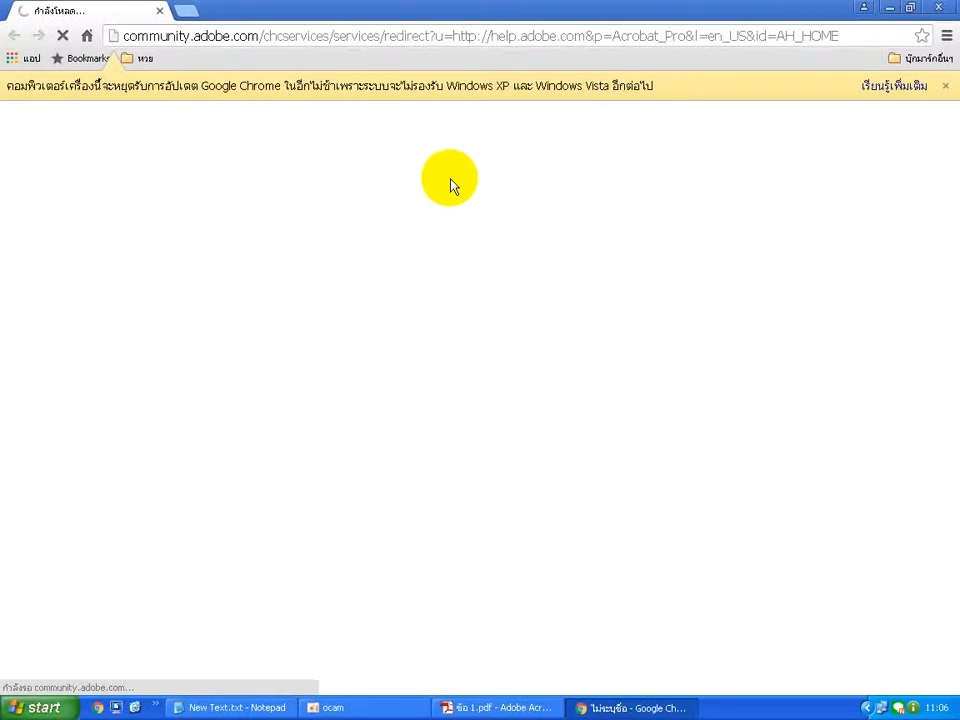 กำลังโหลด...
community.adobe.com/chcservices/services/redirect?u=http://help.adobe.com&p=Acrobat_Pro&l=en_US&id=AH_HOME
แอป
Bookmarks
หวย
บุ๊กมาร์กอื่นๆ
คอมพิวเตอร์เครื่องนี้จะหยุดรับการอัปเดต Google Chrome ในอีกไม่ช้าเพราะระบบจะไม่รองรับ Windows XP และ Windows Vista อีกต่อไป
เรียนรู้เพิ่มเติม
กำลังรอ community.adobe.com...
start
New Text.txt - Notepad
ocam
ข้อ 1.pdf - Adobe Acr...
ไม่ระบุชื่อ - Google Ch...
11:06